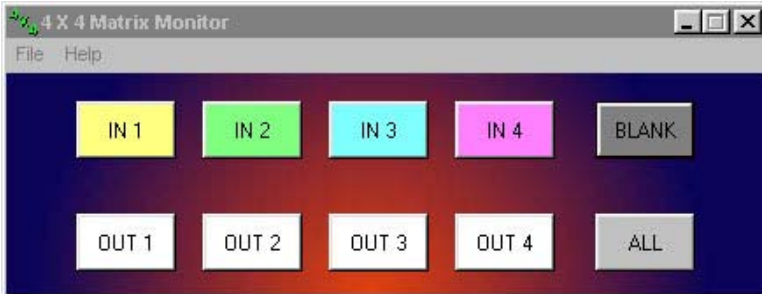 4 X 4 Matrix Monitor
File Help
IN 1 IN 2 IN 3 IN 4 BLANK
OUT 1 OUT 2 OUT 3 OUT 4 ALL